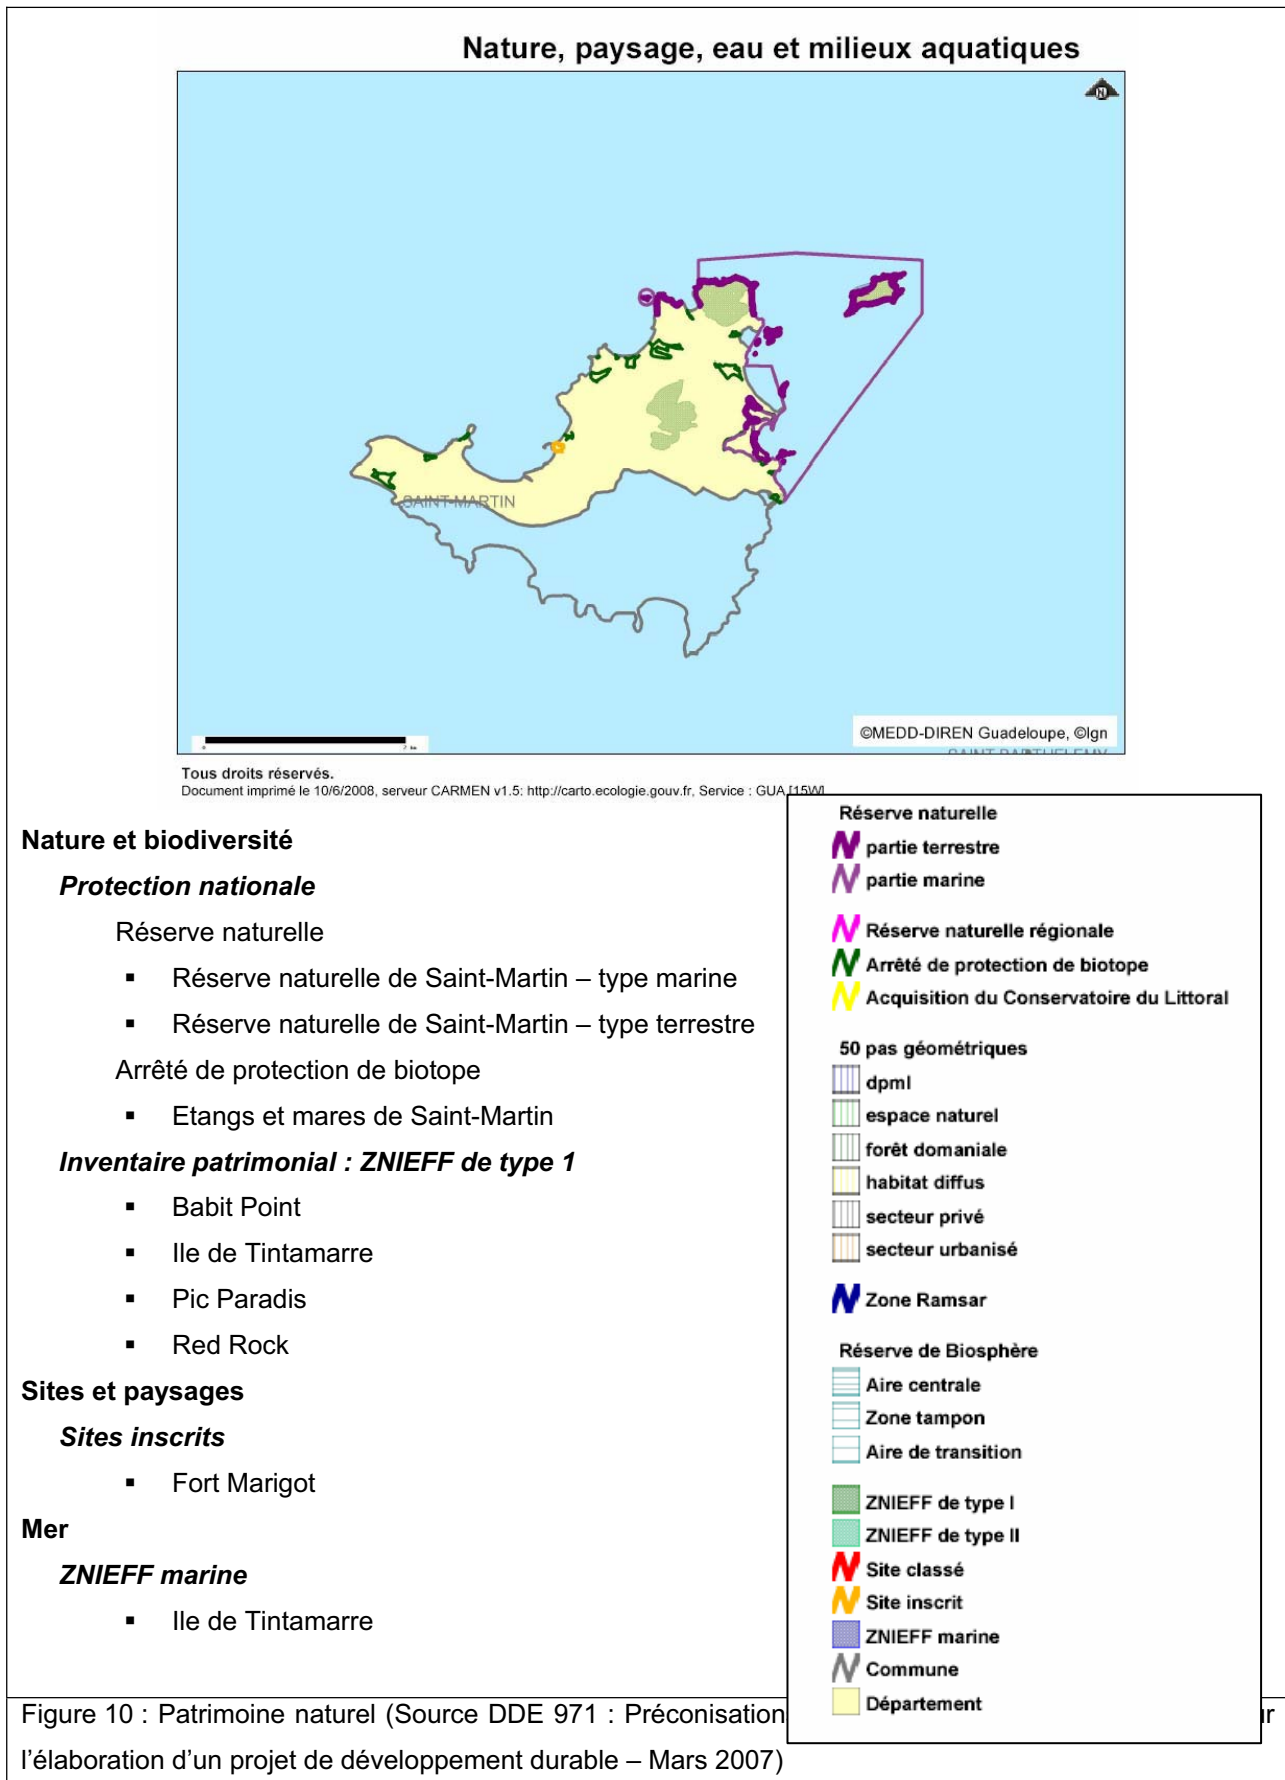 Nature, paysage, eau et milieux aquatiques
N
SAINT-MARTIN
©MEDD-DIREN Guadeloupe, ©Ign
SAINT-BARTHELEMY
Tous droits réservés.
Document imprimé le 10/6/2008, serveur CARMEN v1.5: http://carto.ecologie.gouv.fr, Service : GUA [15W]
Nature et biodiversité
Protection nationale
Réserve naturelle
▪ Réserve naturelle de Saint-Martin – type marine
▪ Réserve naturelle de Saint-Martin – type terrestre
Arrêté de protection de biotope
▪ Etangs et mares de Saint-Martin
Inventaire patrimonial : ZNIEFF de type 1
▪ Babit Point
▪ Ile de Tintamarre
▪ Pic Paradis
▪ Red Rock
Sites et paysages
Sites inscrits
▪ Fort Marigot
Mer
ZNIEFF marine
▪ Ile de Tintamarre
Réserve naturelle
partie terrestre
partie marine
Réserve naturelle régionale
Arrêté de protection de biotope
Acquisition du Conservatoire du Littoral
50 pas géométriques
dpml
espace naturel
forêt domaniale
habitat diffus
secteur privé
secteur urbanisé
Zone Ramsar
Réserve de Biosphère
Aire centrale
Zone tampon
Aire de transition
ZNIEFF de type I
ZNIEFF de type II
Site classé
Site inscrit
ZNIEFF marine
Commune
Département
Figure 10 : Patrimoine naturel (Source DDE 971 : Préconisation
l'élaboration d'un projet de développement durable – Mars 2007)